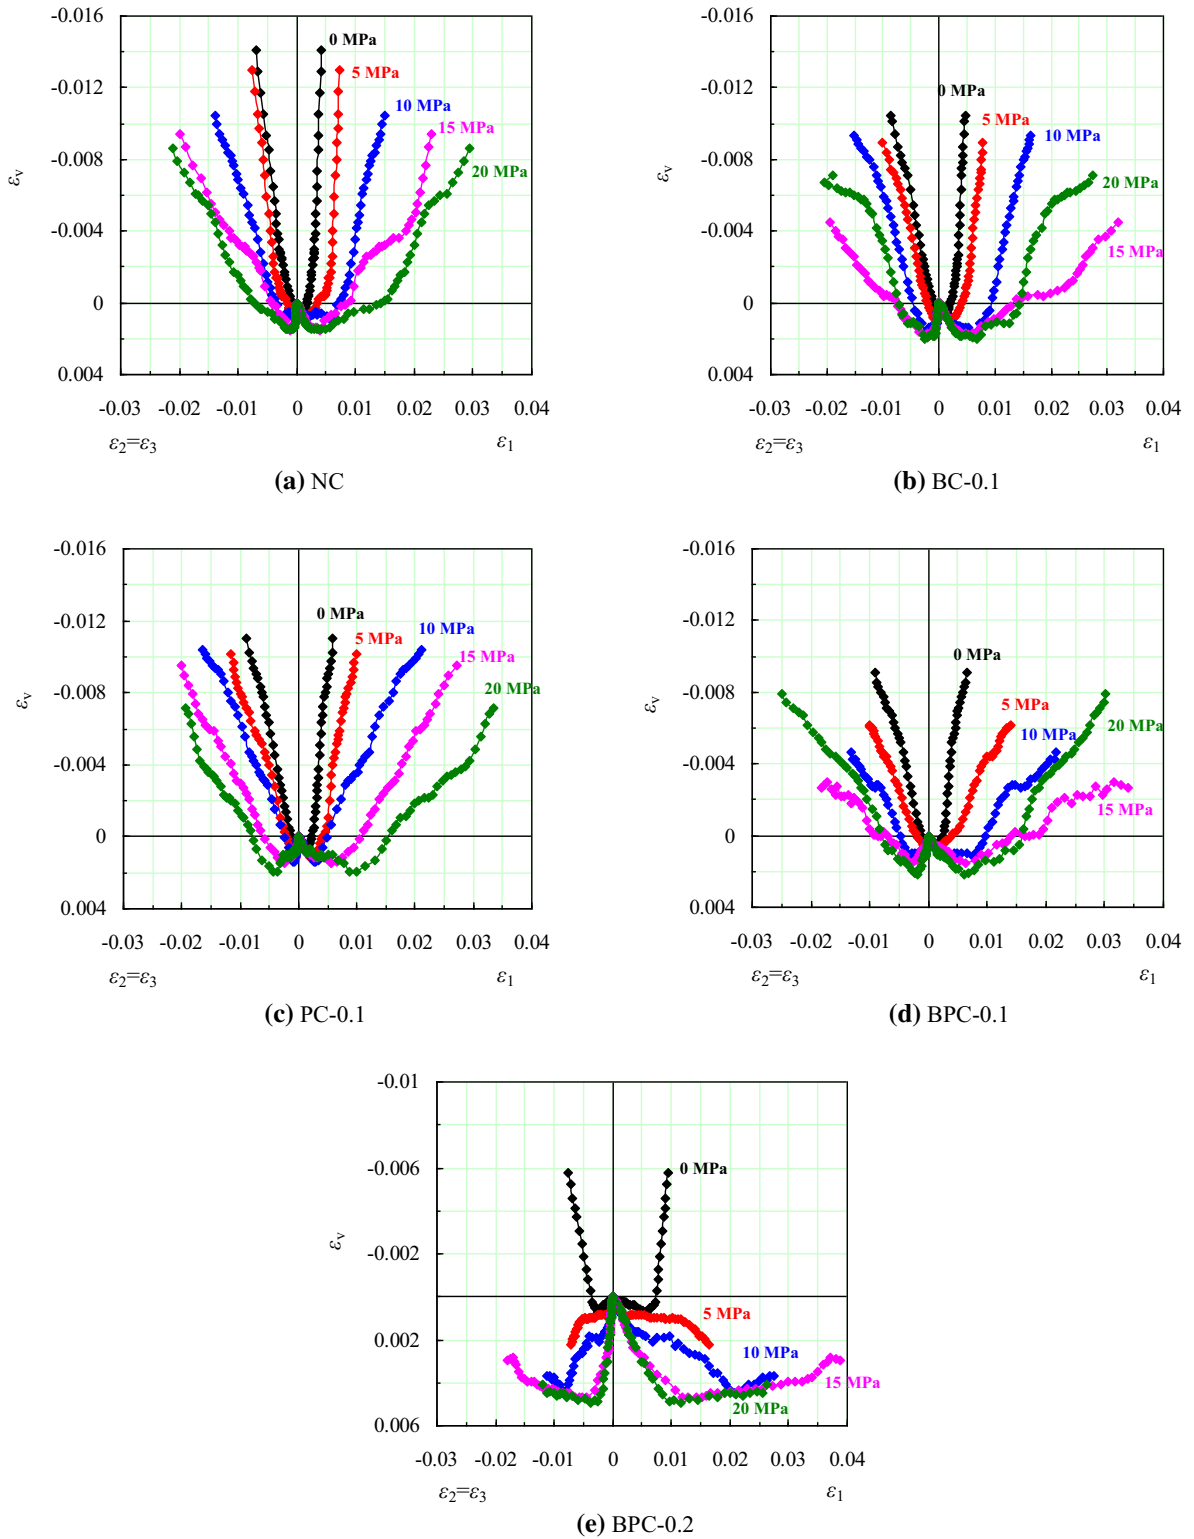 -0.016
-0.012
-0.008
-0.004
0
0.004
εv
0 MPa
5 MPa
10 MPa
15 MPa
20 MPa
-0.03 -0.02 -0.01 0 0.01 0.02 0.03 0.04
ε2=ε3 ε1
(a) NC
-0.016
-0.012
-0.008
-0.004
0
0.004
εv
0 MPa
5 MPa
10 MPa
20 MPa
15 MPa
-0.03 -0.02 -0.01 0 0.01 0.02 0.03 0.04
ε2=ε3 ε1
(b) BC-0.1
-0.016
-0.012
-0.008
-0.004
0
0.004
εv
0 MPa
10 MPa
5 MPa
15 MPa
20 MPa
-0.03 -0.02 -0.01 0 0.01 0.02 0.03 0.04
ε2=ε3 ε1
(c) PC-0.1
-0.016
-0.012
-0.008
-0.004
0
0.004
εv
0 MPa
5 MPa
20 MPa
10 MPa
15 MPa
-0.03 -0.02 -0.01 0 0.01 0.02 0.03 0.04
ε2=ε3 ε1
(d) BPC-0.1
-0.01
-0.006
-0.002
0.002
0.006
εv
0 MPa
5 MPa
10 MPa
15 MPa
20 MPa
-0.03 -0.02 -0.01 0 0.01 0.02 0.03 0.04
ε2=ε3 ε1
(e) BPC-0.2